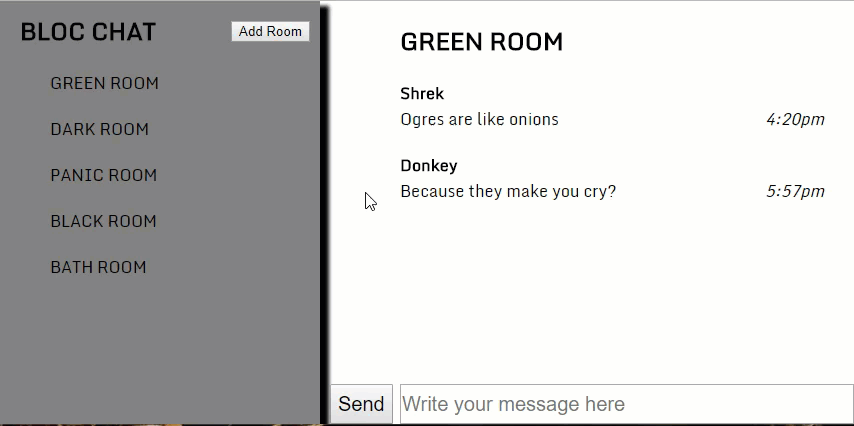 BLOC CHAT
Add Room
GREEN ROOM
DARK ROOM
PANIC ROOM
BLACK ROOM
BATH ROOM
GREEN ROOM
Shrek
Ogres are like onions 4:20pm
Donkey
Because they make you cry? 5:57pm
Send Write your message here